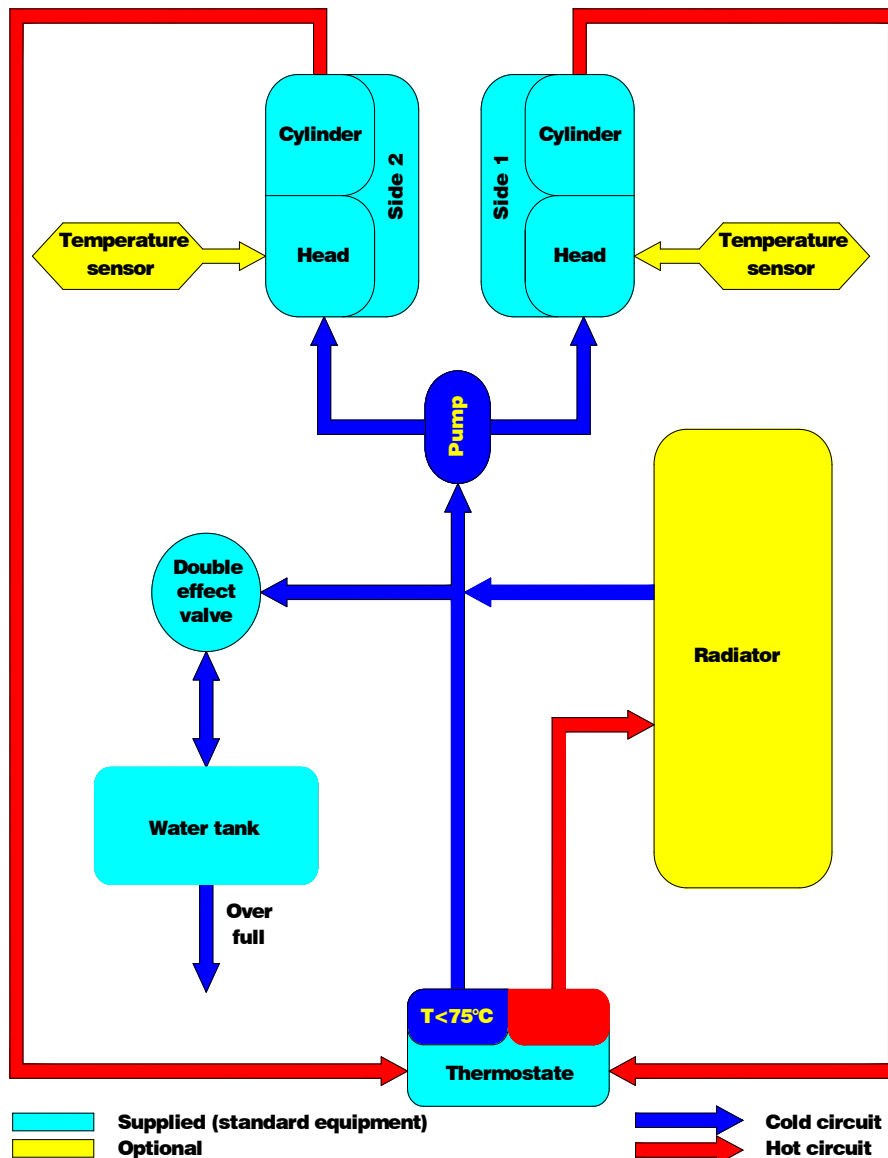 Cylinder
Side 2
Head
Side 1
Cylinder
Head
Temperature
sensor
Temperature
sensor
Pump
Double
effect
valve
Radiator
Water tank
Over
full
T<75°C
Thermostate
Supplied (standard equipment)
Optional
Cold circuit
Hot circuit